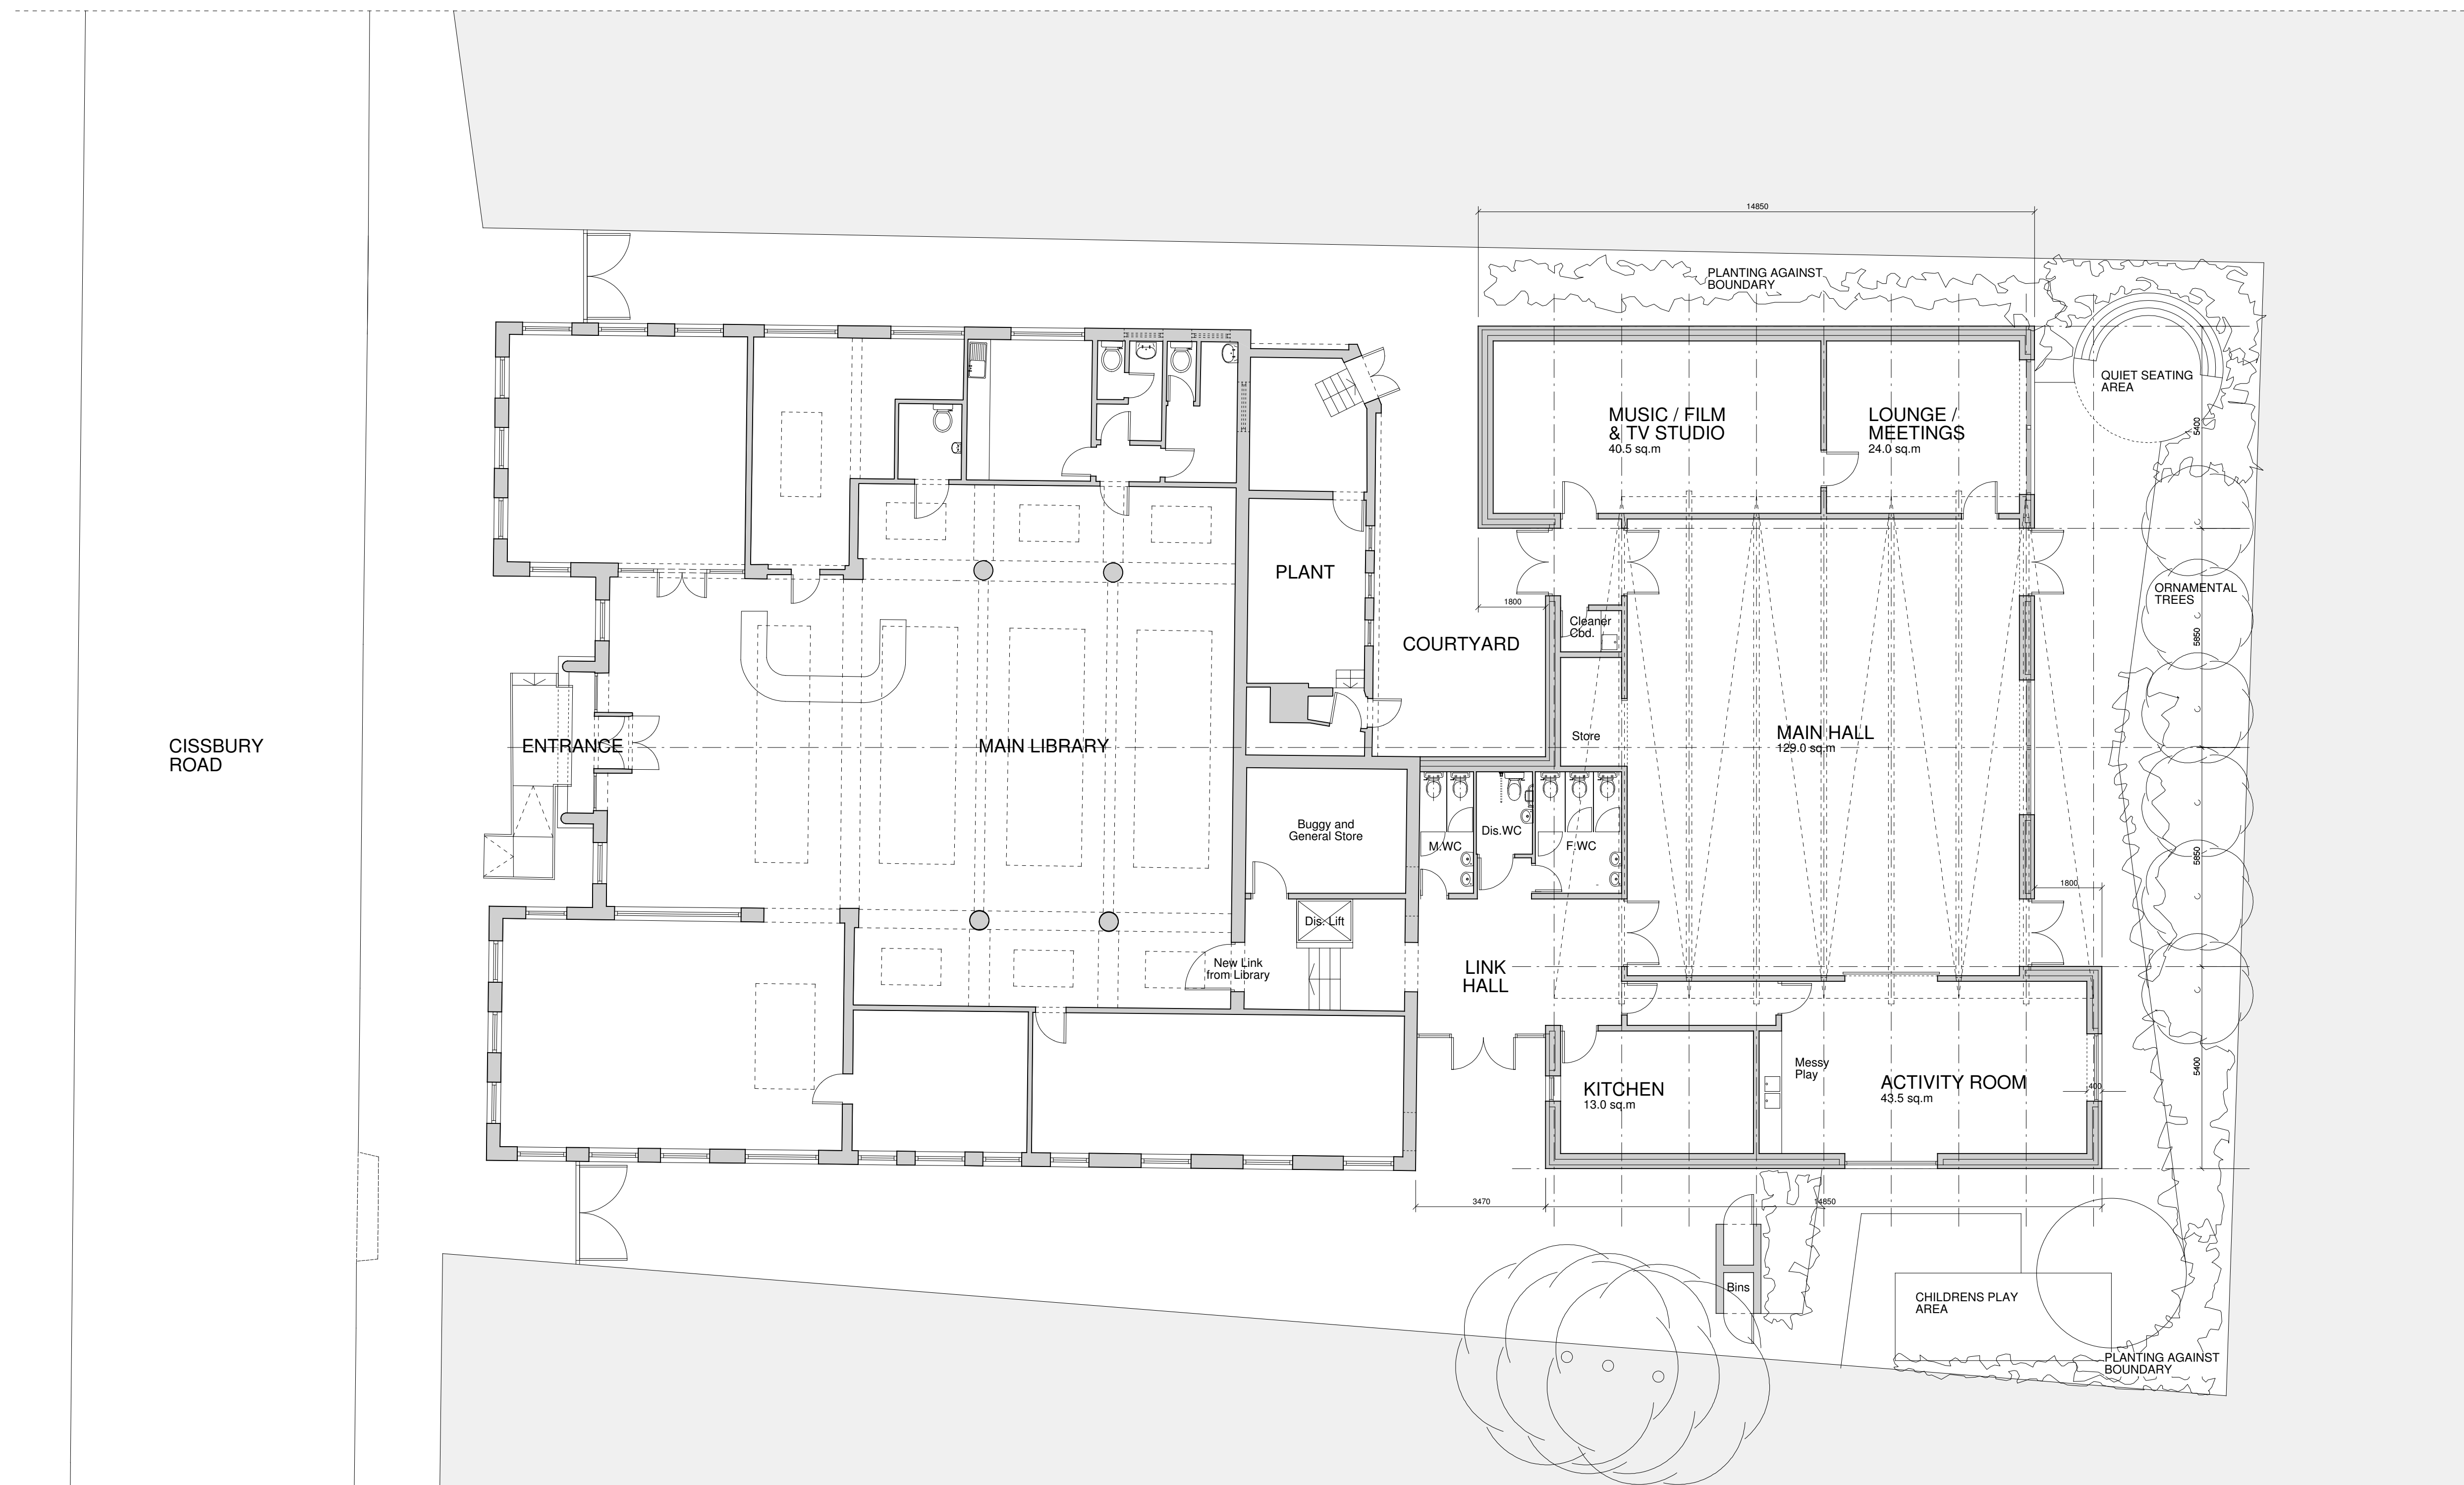 14850
PLANTING AGAINST
BOUNDARY
QUIET SEATING
AREA
MUSIC / FILM
& TV STUDIO
40.5 sq.m
LOUNGE /
MEETINGS
24.0 sq.m
5400
PLANT
1800
ORNAMENTAL
TREES
Cleaner
Cbd.
COURTYARD
5850
CISSBURY
ROAD
ENTRANCE
MAIN LIBRARY
Store
MAIN HALL
129.0 sq.m
Buggy and
General Store
M.WC
Dis.WC
F.WC
5850
1800
Dis. Lift
New Link
from Library
LINK
HALL
Messy
Play
KITCHEN
13.0 sq.m
ACTIVITY ROOM
43.5 sq.m
5400
400
3470
14850
Bins
CHILDRENS PLAY
AREA
PLANTING AGAINST
BOUNDARY